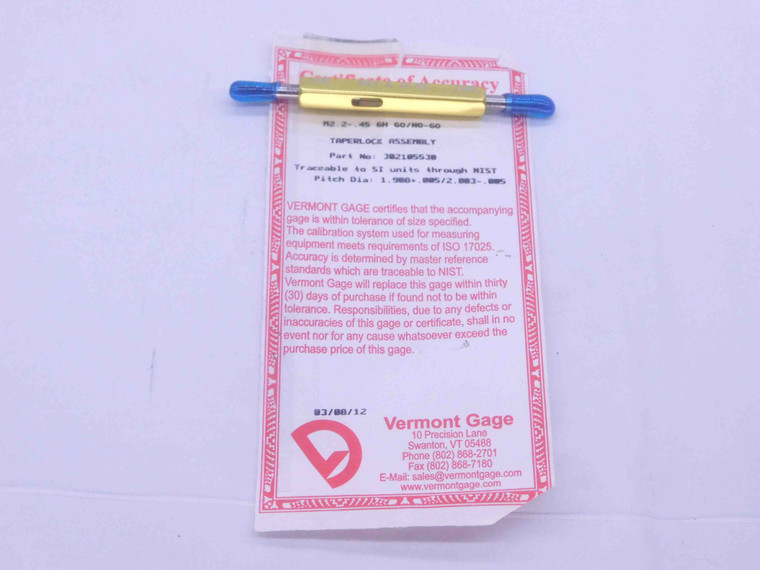 Certificate of Accuracy
M2.2-.45 6H GO/NO-GO
TAPERLOCK ASSEMBLY
Part No: 302105530
Traceable to SI units through NIST
Pitch Dia: 1.908+.005/2.003-.005
VERMONT GAGE certifies that the accompanying
gage is within tolerance of size specified.
The calibration system used for measuring
equipment meets requirements of ISO 17025.
Accuracy is determined by master reference
standards which are traceable to NIST.
Vermont Gage will replace this gage within thirty
(30) days of purchase if found not to be within
tolerance. Responsibilities, due to any defects or
inaccuracies of this gage or certificate, shall in no
event nor for any cause whatsoever exceed the
purchase price of this gage.
03/08/12
Vermont Gage
10 Precision Lane
Swanton, VT 05488
Phone (802) 868-2701
Fax (802) 868-7180
E-Mail: sales@vermontgage.com
www.vermontgage.com